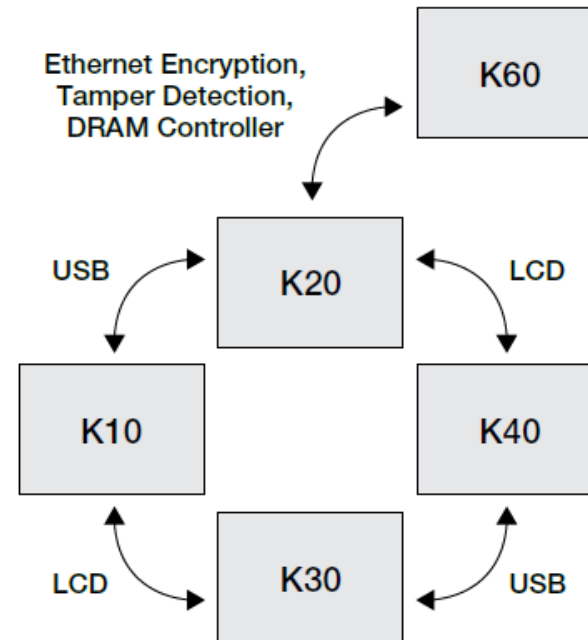 Ethernet Encryption,
Tamper Detection,
DRAM Controller
K60
USB
K20
LCD
K10
K40
LCD
K30
USB